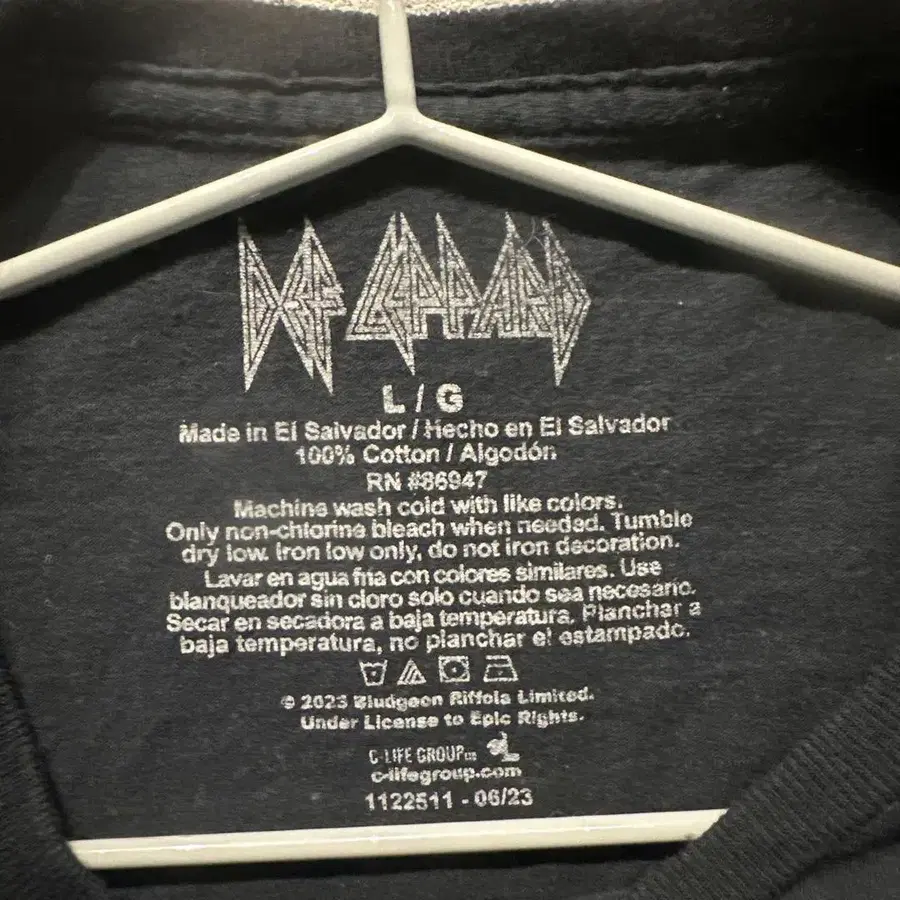 DEF LEPPARD
L / G
Made in El Salvador / Hecho en El Salvador
100% Cotton / Algodón
RN #86947
Machine wash cold with like colors.
Only non-chlorine bleach when needed. Tumble
dry low. Iron low only, do not iron decoration.
Lavar en agua fria con colores similares. Use
blanqueador sin cloro solo cuando sea necesario.
Secar en secadora a baja temperatura. Planchar a
baja temperatura, no planchar el estampado.
© 2023 Bludgeon Riffola Limited.
Under License to Epic Rights.
C-LIFE GROUP LTD
c-lifegroup.com
1122511 - 06/23